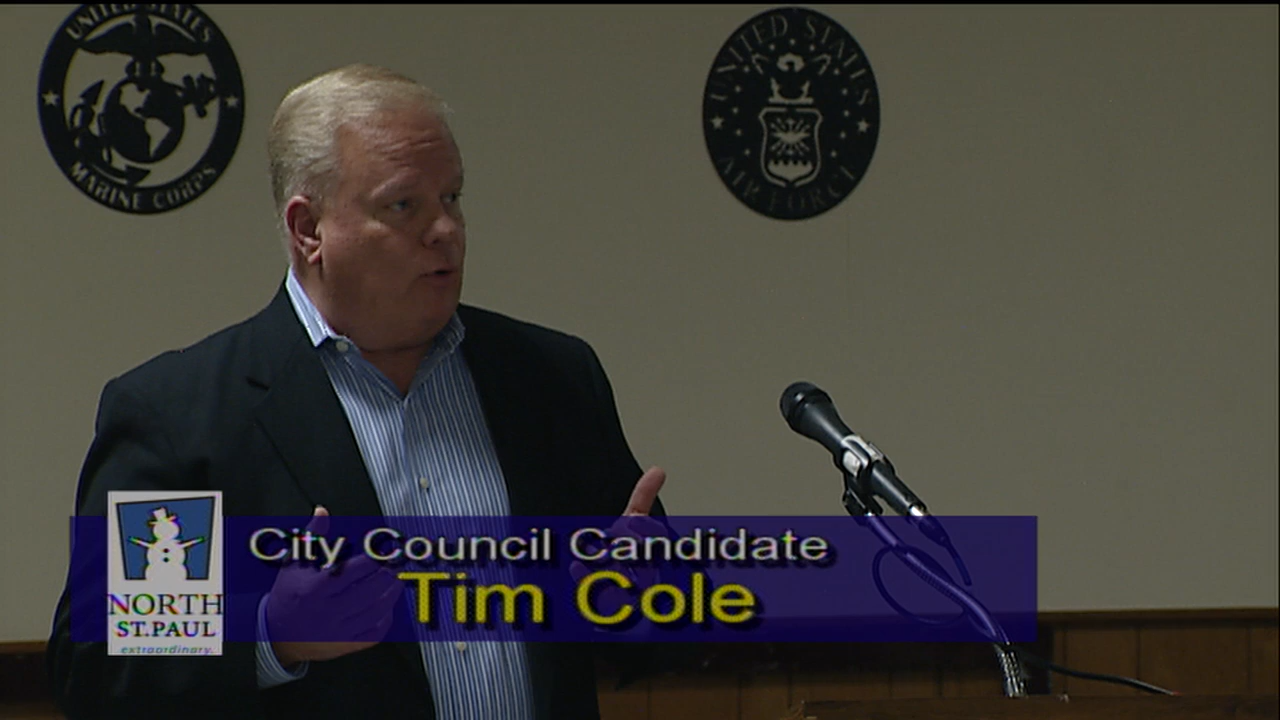 UNITED STATES
MARINE CORPS
UNITED STATES
AIR FORCE
City Council Candidate
Tim Cole
NORTH
ST.PAUL
extraordinary.